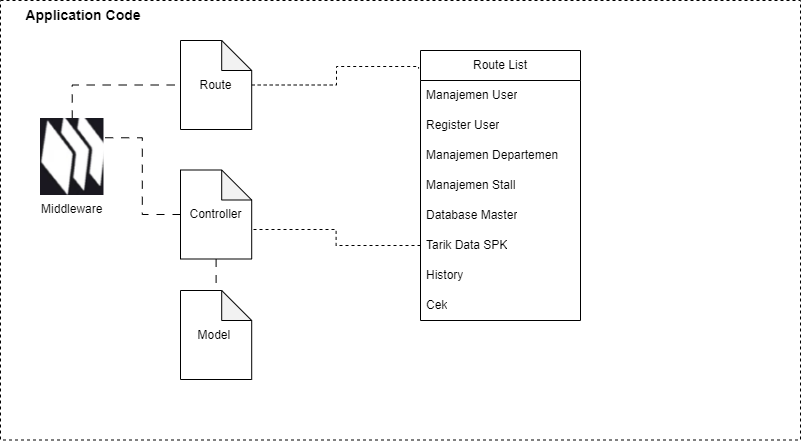 Application Code
Route
Middleware
Controller
Model
Route List
Manajemen User
Register User
Manajemen Departemen
Manajemen Stall
Database Master
Tarik Data SPK
History
Cek